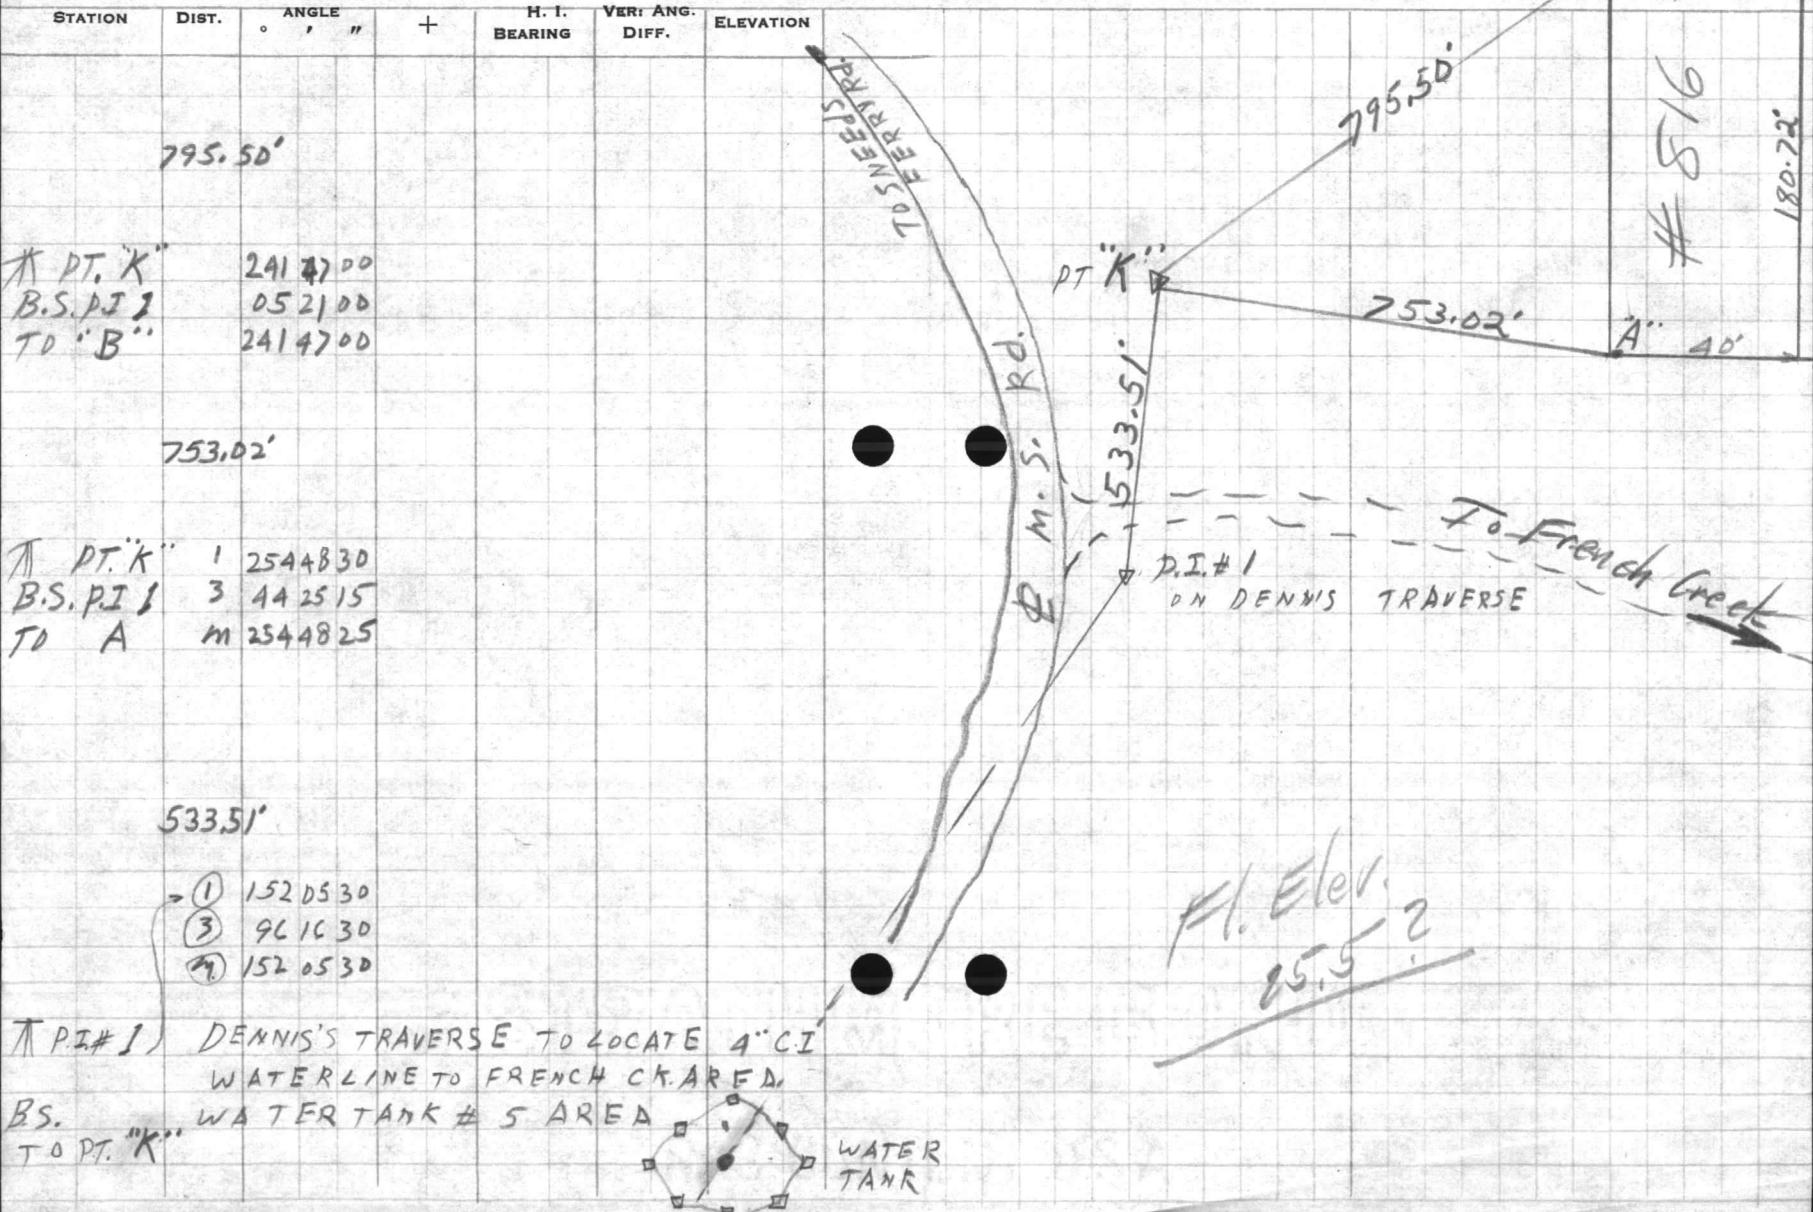 STATION DIST. ANGLE ° ' " + H. I. BEARING VER: ANG. DIFF. ELEVATION
795.50'
⊼ PT. "K" 241 47 00
B.S. P.I 1 05 21 00
TO "B" 241 47 00
753.02'
⊼ PT. "K" 1 254 48 30
B.S. P.I 1 3 44 25 15
TO A m 254 48 25
533.51'
① 152 05 30
③ 96 16 30
ⓜ 152 05 30
⊼ P.I.# 1 DENNIS'S TRAVERSE TO LOCATE 4" C.I
WATERLINE TO FRENCH CK. AREA.
B.S. WATER TANK # 5 AREA
TO PT. "K"
WATER
TANK
TO SNEEDS
FERRY RD.
℄ M. S. Rd.
PT "K"
795.50'
753.02'
533.51'
"A" 40'
# 816
180.72'
P.I. # 1
ON DENNIS TRAVERSE
To French Creek
Fl. Elev.
25.5 ?